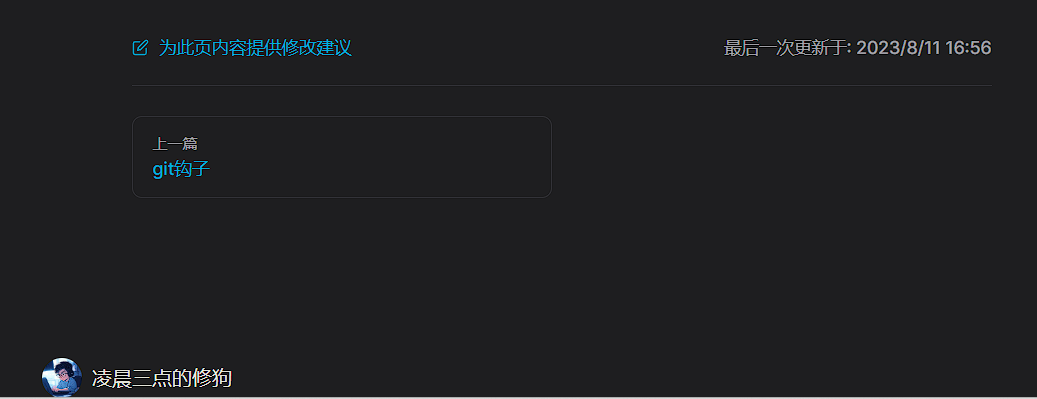 为此页内容提供修改建议
最后一次更新于: 2023/8/11 16:56
上一篇
git钩子
凌晨三点的修狗